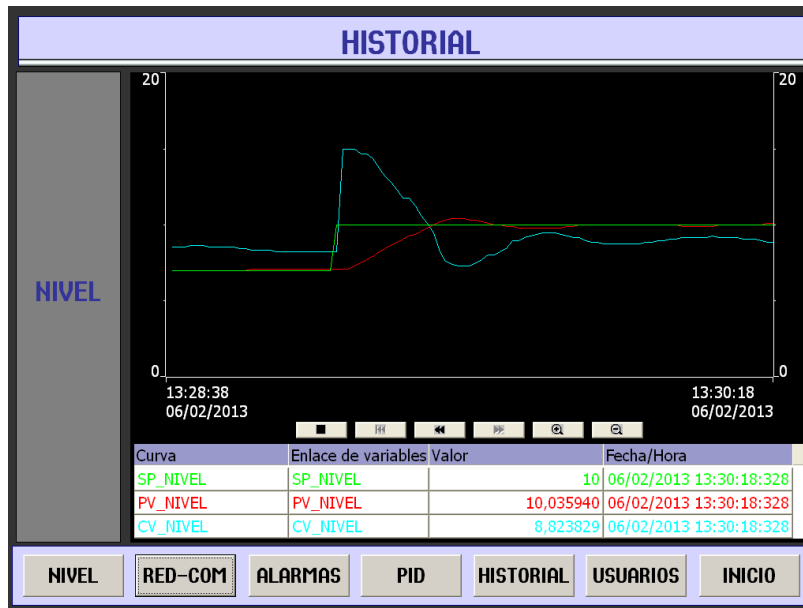 HISTORIAL
NIVEL
20 20
0 0
13:28:38 13:30:18
06/02/2013 06/02/2013
Curva Enlace de variables Valor Fecha/Hora
SP_NIVEL SP_NIVEL 10 06/02/2013 13:30:18:328
PV_NIVEL PV_NIVEL 10,035940 06/02/2013 13:30:18:328
CV_NIVEL CV_NIVEL 8,823829 06/02/2013 13:30:18:328
NIVEL RED-COM ALARMAS PID HISTORIAL USUARIOS INICIO